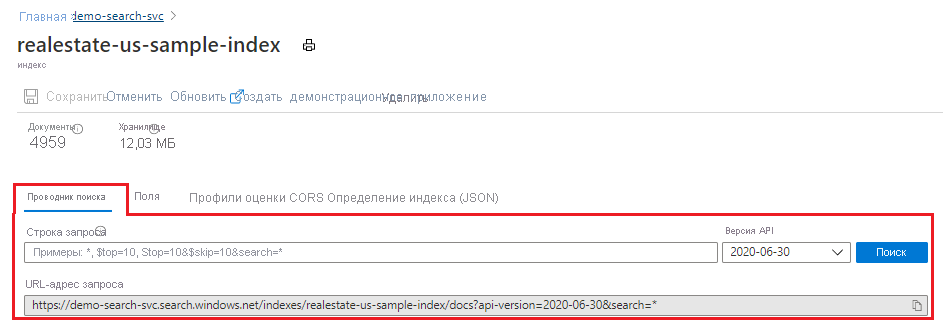 Главная > demo-search-svc >
realestate-us-sample-index
индекс
Сохранить Отменить Обновить Создать демонстрационное приложение Удалить
Документы Хранилище
4959 12,03 МБ
Проводник поиска Поля Профили оценки CORS Определение индекса (JSON)
Строка запроса Версия API
Примеры: *, $top=10, Stop=10&$skip=10&search=* 2020-06-30 Поиск
URL-адрес запроса
https://demo-search-svc.search.windows.net/indexes/realestate-us-sample-index/docs?api-version=2020-06-30&search=*